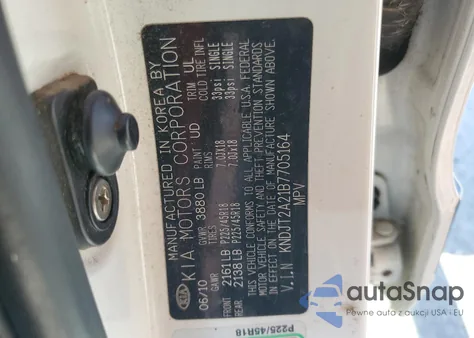 MANUFACTURED IN KOREA BY
KIA MOTORS CORPORATION
06/10 GVWR 3880LB PAINT UD TRIM UL
GAWR TIRES RIMS COLD TIRE INFL
FRONT 2161LB P225/45R18 7.0JX18 33psi SINGLE
REAR 2138LB P225/45R18 7.0JX18 33psi SINGLE
THIS VEHICLE CONFORMS TO ALL APPLICABLE U.S.A. FEDERAL
MOTOR VEHICLE SAFETY AND THEFT PREVENTION STANDARDS
IN EFFECT ON THE DATE OF MANUFACTURE SHOWN ABOVE.
V.I.N KNDJT2A21B7705164
MPV
KIA
P225/45R18
autoSnap
Pewne auta z aukcji USA i EU